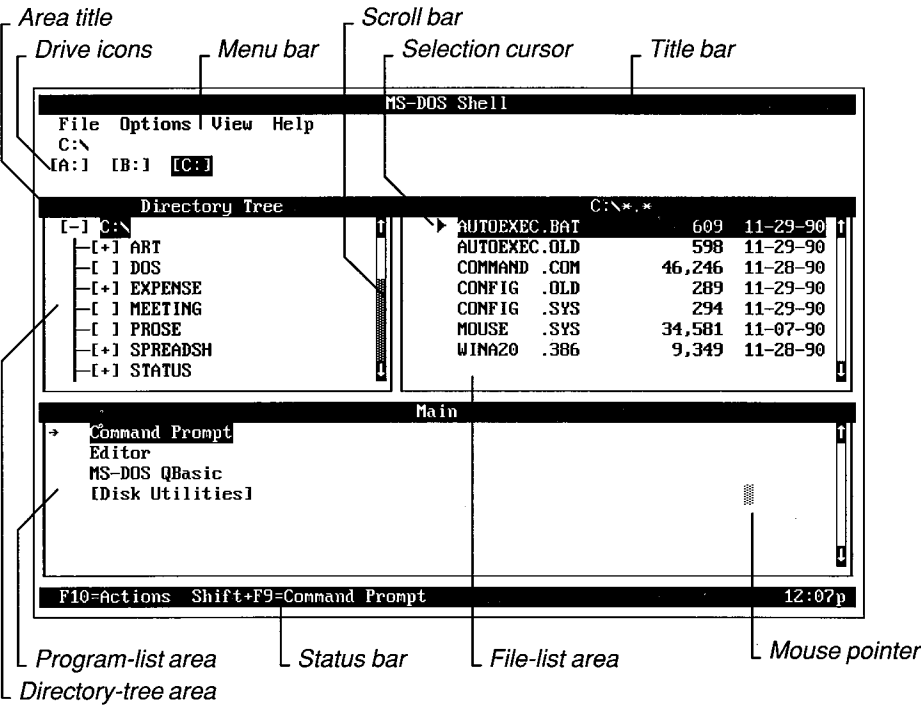 Area title
Scroll bar
Drive icons
Menu bar
Selection cursor
Title bar
MS-DOS Shell
File Options View Help
C:\
[A:] [B:] [C:]
Directory Tree
C:\*.*
[-] C:\
[+] ART
[ ] DOS
[+] EXPENSE
[ ] MEETING
[ ] PROSE
[+] SPREADSH
[+] STATUS
AUTOEXEC.BAT 609 11-29-90
AUTOEXEC.OLD 598 11-29-90
COMMAND .COM 46,246 11-28-90
CONFIG .OLD 289 11-29-90
CONFIG .SYS 294 11-29-90
MOUSE .SYS 34,581 11-07-90
WINA20 .386 9,349 11-28-90
Main
Command Prompt
Editor
MS-DOS QBasic
[Disk Utilities]
F10=Actions Shift+F9=Command Prompt 12:07p
Program-list area
Status bar
File-list area
Mouse pointer
Directory-tree area